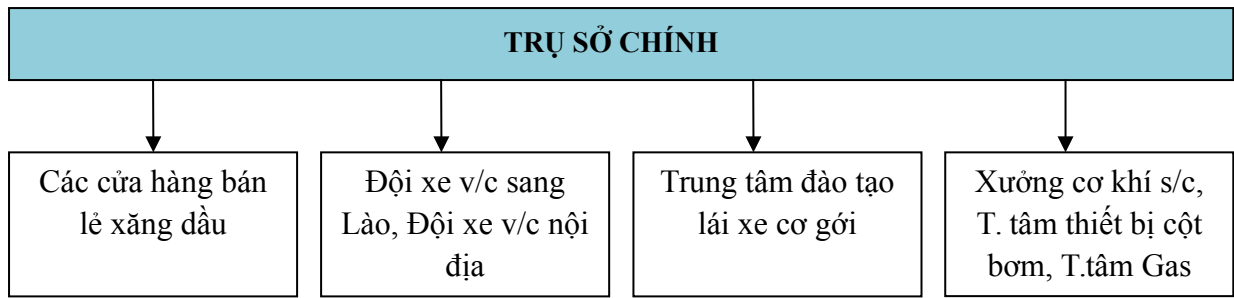 TRỤ SỞ CHÍNH
Các cửa hàng bán
lẻ xăng dầu
Đội xe v/c sang
Lào, Đội xe v/c nội
địa
Trung tâm đào tạo
lái xe cơ gới
Xưởng cơ khí s/c,
T. tâm thiết bị cột
bơm, T.tâm Gas